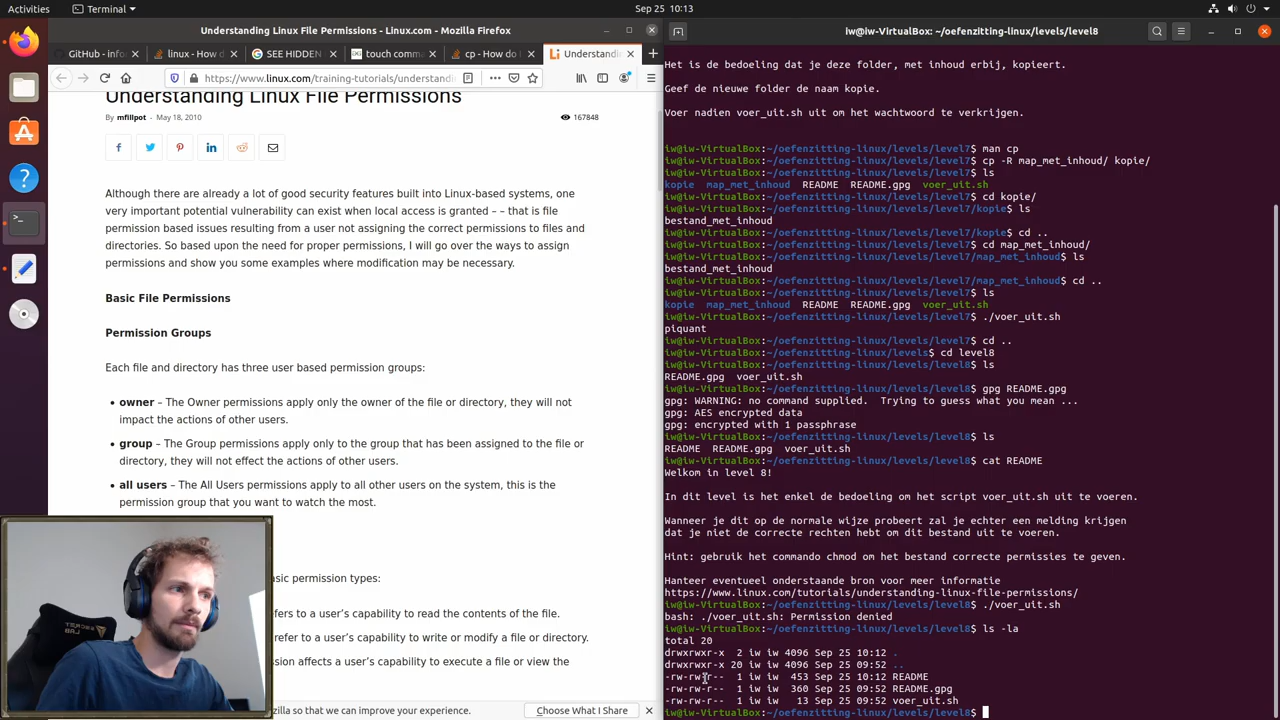 Activities
Terminal
Sep 25 10:13
Understanding Linux File Permissions - Linux.com - Mozilla Firefox
GitHub - info
linux - How d
SEE HIDDEN
touch comma
cp - How do I
Understandin
https://www.linux.com/training-tutorials/understandi
Understanding Linux File Permissions
By mfillpot - May 18, 2010
167848
Although there are already a lot of good security features built into Linux-based systems, one
very important potential vulnerability can exist when local access is granted – – that is file
permission based issues resulting from a user not assigning the correct permissions to files and
directories. So based upon the need for proper permissions, I will go over the ways to assign
permissions and show you some examples where modification may be necessary.
Basic File Permissions
Permission Groups
Each file and directory has three user based permission groups:
• owner – The Owner permissions apply only the owner of the file or directory, they will not
impact the actions of other users.
• group – The Group permissions apply only to the group that has been assigned to the file or
directory, they will not effect the actions of other users.
• all users – The All Users permissions apply to all other users on the system, this is the
permission group that you want to watch the most.
asic permission types:
fers to a user's capability to read the contents of the file.
refer to a user's capability to write or modify a file or directory.
sion affects a user's capability to execute a file or view the
zilla so that we can improve your experience.
Choose What I Share
iw@iw-VirtualBox: ~/oefenzitting-linux/levels/level8
Het is de bedoeling dat je deze folder, met inhoud erbij, kopieert.
Geef de nieuwe folder de naam kopie.
Voer nadien voer_uit.sh uit om het wachtwoord te verkrijgen.
iw@iw-VirtualBox:~/oefenzitting-linux/levels/level7$ man cp
iw@iw-VirtualBox:~/oefenzitting-linux/levels/level7$ cp -R map_met_inhoud/ kopie/
iw@iw-VirtualBox:~/oefenzitting-linux/levels/level7$ ls
kopie map_met_inhoud README README.gpg voer_uit.sh
iw@iw-VirtualBox:~/oefenzitting-linux/levels/level7$ cd kopie/
iw@iw-VirtualBox:~/oefenzitting-linux/levels/level7/kopie$ ls
bestand_met_inhoud
iw@iw-VirtualBox:~/oefenzitting-linux/levels/level7/kopie$ cd ..
iw@iw-VirtualBox:~/oefenzitting-linux/levels/level7$ cd map_met_inhoud/
iw@iw-VirtualBox:~/oefenzitting-linux/levels/level7/map_met_inhoud$ ls
bestand_met_inhoud
iw@iw-VirtualBox:~/oefenzitting-linux/levels/level7/map_met_inhoud$ cd ..
iw@iw-VirtualBox:~/oefenzitting-linux/levels/level7$ ls
kopie map_met_inhoud README README.gpg voer_uit.sh
iw@iw-VirtualBox:~/oefenzitting-linux/levels/level7$ ./voer_uit.sh
piquant
iw@iw-VirtualBox:~/oefenzitting-linux/levels/level7$ cd ..
iw@iw-VirtualBox:~/oefenzitting-linux/levels$ cd level8
iw@iw-VirtualBox:~/oefenzitting-linux/levels/level8$ ls
README.gpg voer_uit.sh
iw@iw-VirtualBox:~/oefenzitting-linux/levels/level8$ gpg README.gpg
gpg: WARNING: no command supplied. Trying to guess what you mean ...
gpg: AES encrypted data
gpg: encrypted with 1 passphrase
iw@iw-VirtualBox:~/oefenzitting-linux/levels/level8$ ls
README README.gpg voer_uit.sh
iw@iw-VirtualBox:~/oefenzitting-linux/levels/level8$ cat README
Welkom in level 8!
In dit level is het enkel de bedoeling om het script voer_uit.sh uit te voeren.
Wanneer je dit op de normale wijze probeert zal je echter een melding krijgen
dat je niet de correcte rechten hebt om dit bestand uit te voeren.
Hint: gebruik het commando chmod om het bestand correcte permissies te geven.
Hanteer eventueel onderstaande bron voor meer informatie
https://www.linux.com/tutorials/understanding-linux-file-permissions/
iw@iw-VirtualBox:~/oefenzitting-linux/levels/level8$ ./voer_uit.sh
bash: ./voer_uit.sh: Permission denied
iw@iw-VirtualBox:~/oefenzitting-linux/levels/level8$ ls -la
total 20
drwxrwxr-x 2 iw iw 4096 Sep 25 10:12 .
drwxrwxr-x 20 iw iw 4096 Sep 25 09:52 ..
-rw-rw-r-- 1 iw iw 453 Sep 25 10:12 README
-rw-rw-r-- 1 iw iw 360 Sep 25 09:52 README.gpg
-rw-rw-r-- 1 iw iw 13 Sep 25 09:52 voer_uit.sh
iw@iw-VirtualBox:~/oefenzitting-linux/levels/level8$